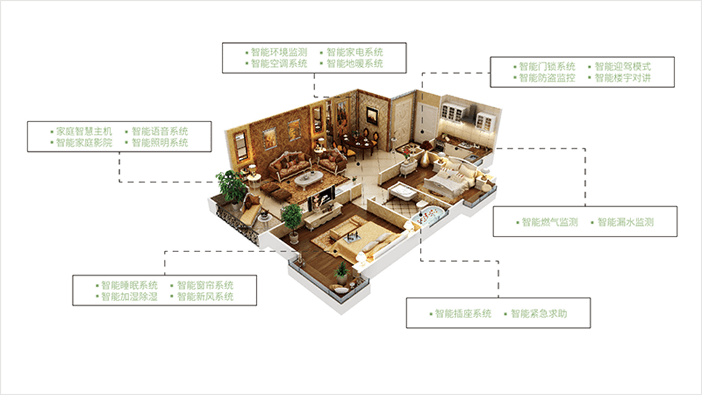 ▪ 智能环境监测 ▪ 智能家电系统
▪ 智能空调系统 ▪ 智能地暖系统
▪ 智能门锁系统 ▪ 智能迎驾模式
▪ 智能防盗监控 ▪ 智能楼宇对讲
▪ 家庭智慧主机 ▪ 智能语音系统
▪ 智能家庭影院 ▪ 智能照明系统
▪ 智能燃气监测 ▪ 智能漏水监测
▪ 智能睡眠系统 ▪ 智能窗帘系统
▪ 智能加湿除湿 ▪ 智能新风系统
▪ 智能插座系统 ▪ 智能紧急求助